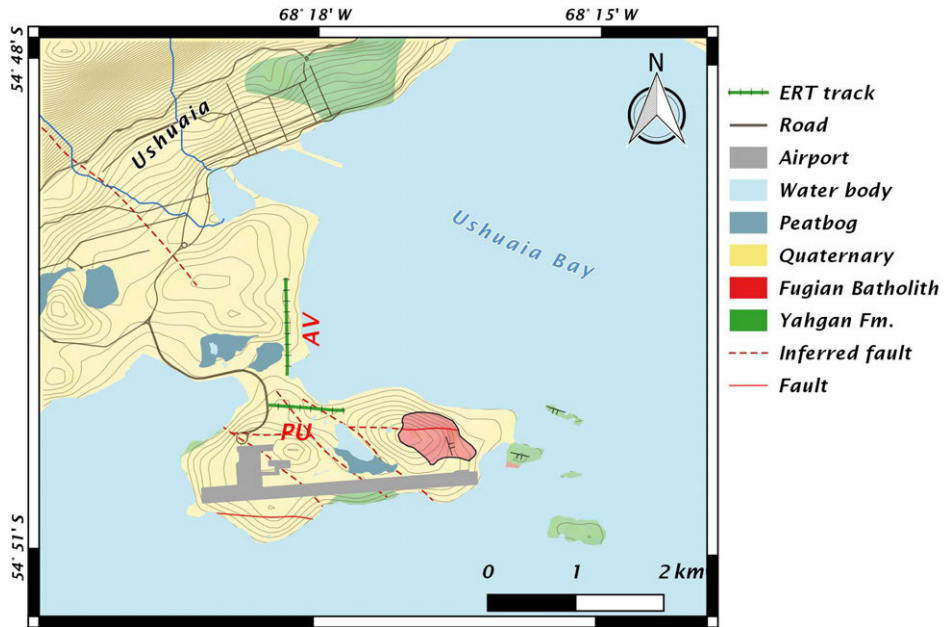 68° 18' W
68° 15' W
54° 48' S
54° 51' S
N
Ushuaia
Ushuaia Bay
AV
PU
0 1 2 km
ERT track
Road
Airport
Water body
Peatbog
Quaternary
Fugian Batholith
Yahgan Fm.
Inferred fault
Fault